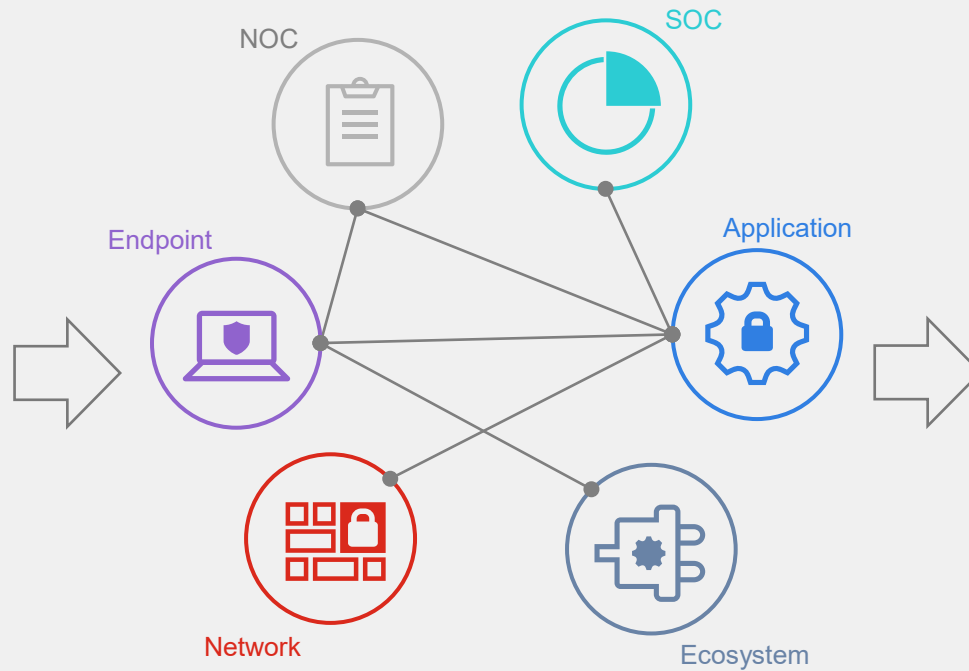 NOC
SOC
Endpoint
Application
Network
Ecosystem